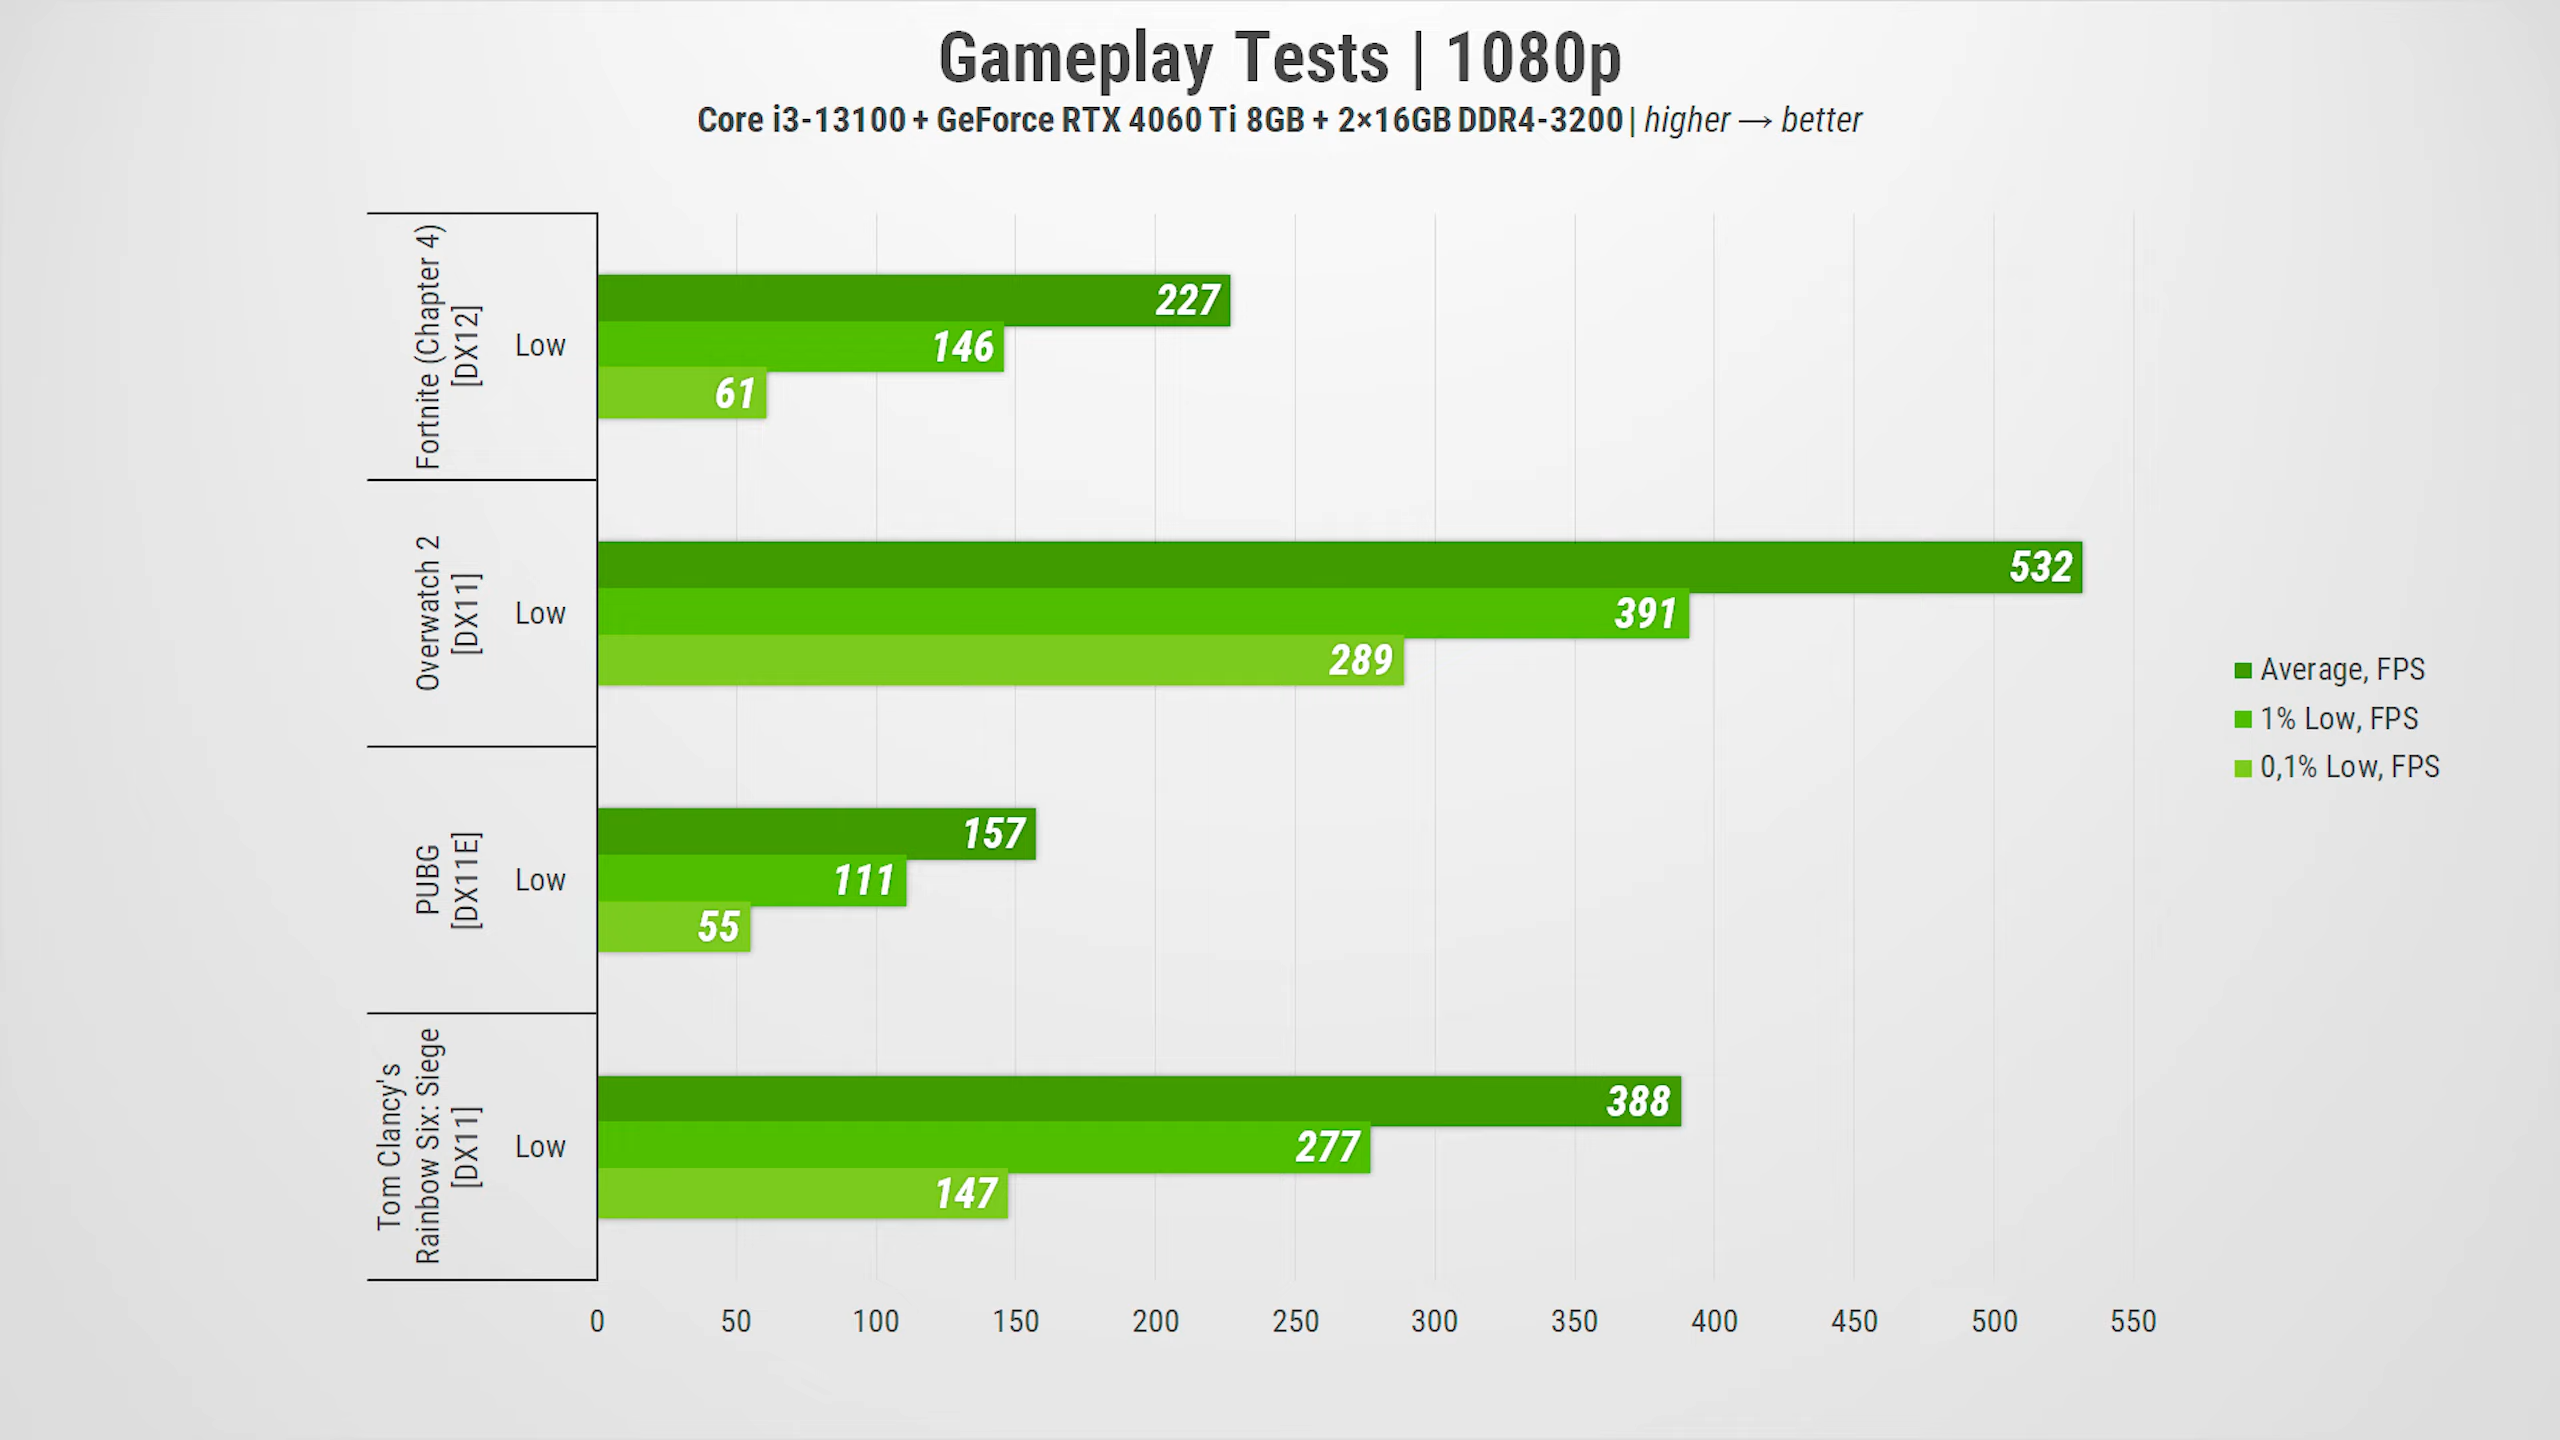 Gameplay Tests | 1080p
Core i3-13100 + GeForce RTX 4060 Ti 8GB + 2×16GB DDR4-3200 | higher → better
Fortnite (Chapter 4)
[DX12]
Low
227
146
61
Overwatch 2
[DX11]
Low
532
391
289
PUBG
[DX11E]
Low
157
111
55
Tom Clancy's
Rainbow Six: Siege
[DX11]
Low
388
277
147
0 50 100 150 200 250 300 350 400 450 500 550
Average, FPS
1% Low, FPS
0,1% Low, FPS